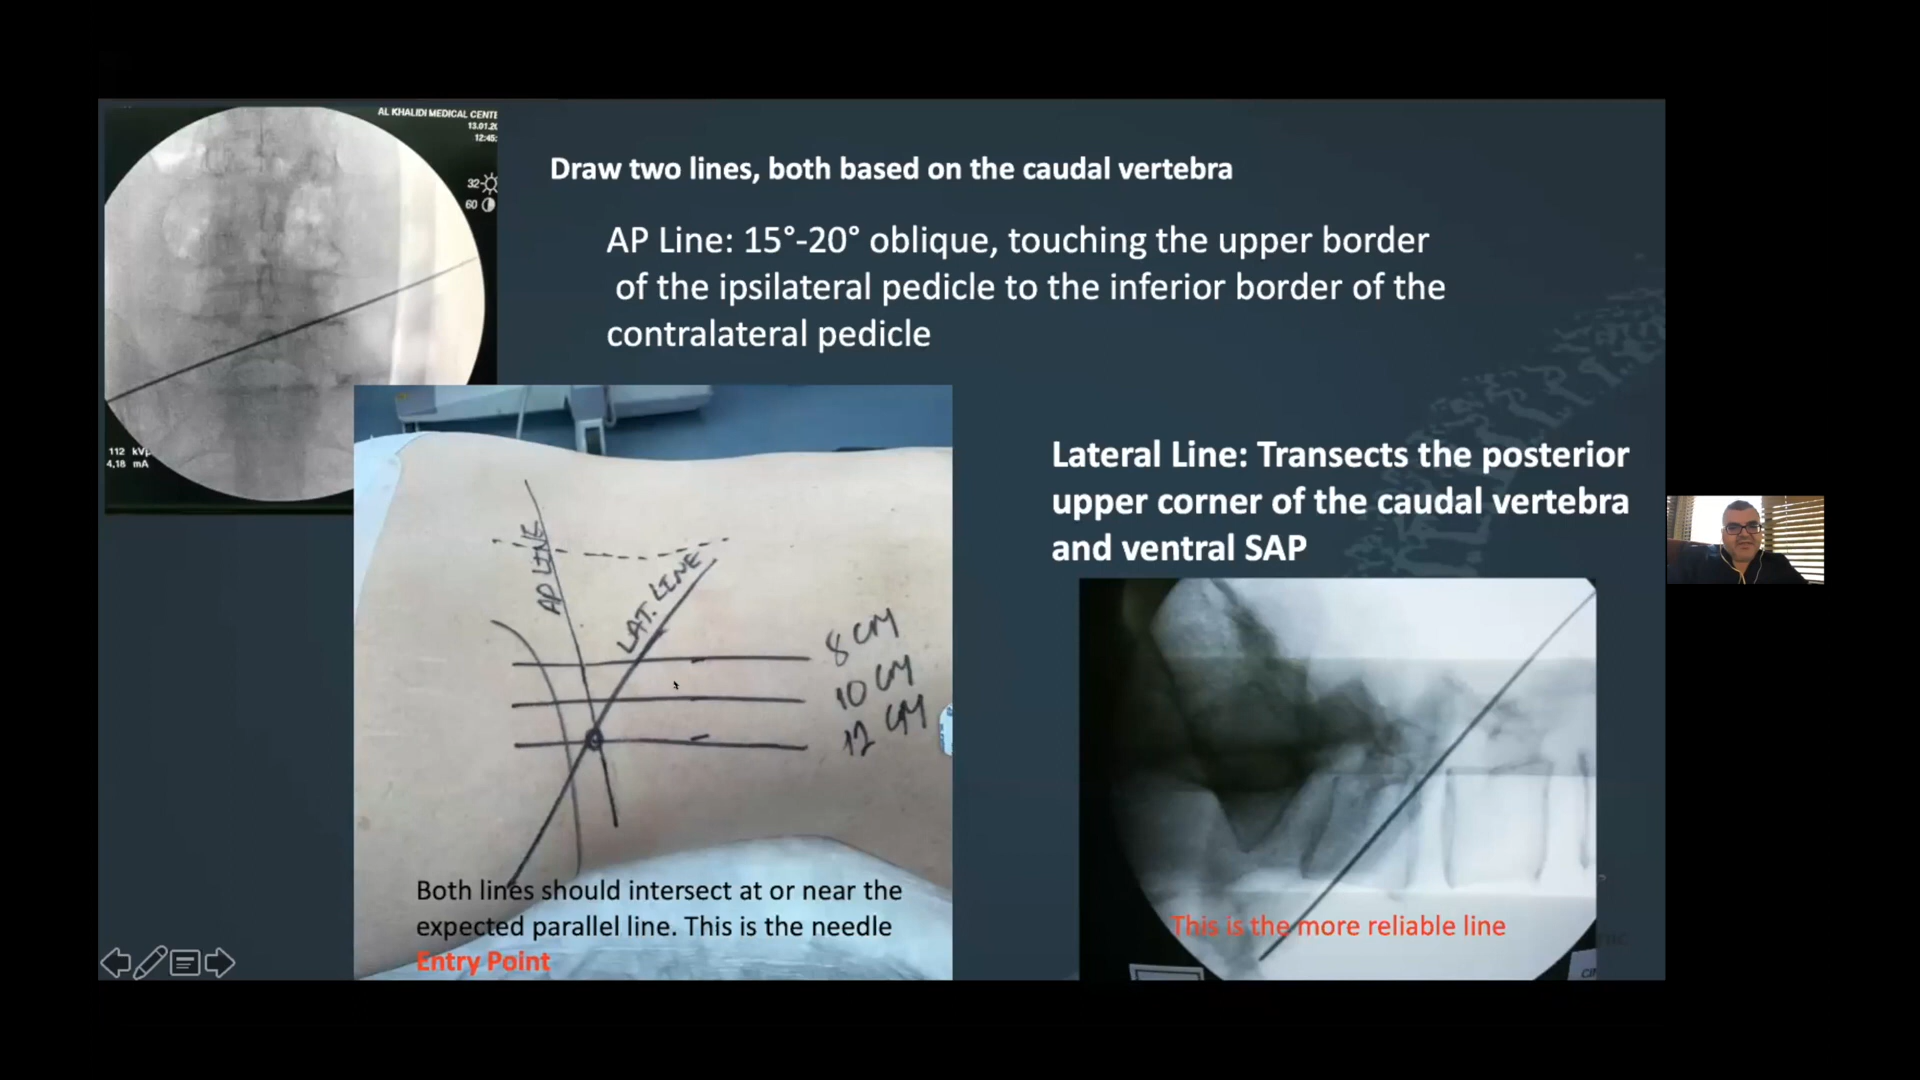 AL KHALIDI MEDICAL CENTE
13.01.20
12:45:
32-
60
112 kVp
4,18 mA
Draw two lines, both based on the caudal vertebra
AP Line: 15°-20° oblique, touching the upper border
of the ipsilateral pedicle to the inferior border of the
contralateral pedicle
AP LINE
LAT. LINE
8 CM
10 CM
12 CM
Both lines should intersect at or near the
expected parallel line. This is the needle
Entry Point
Lateral Line: Transects the posterior
upper corner of the caudal vertebra
and ventral SAP
This is the more reliable line